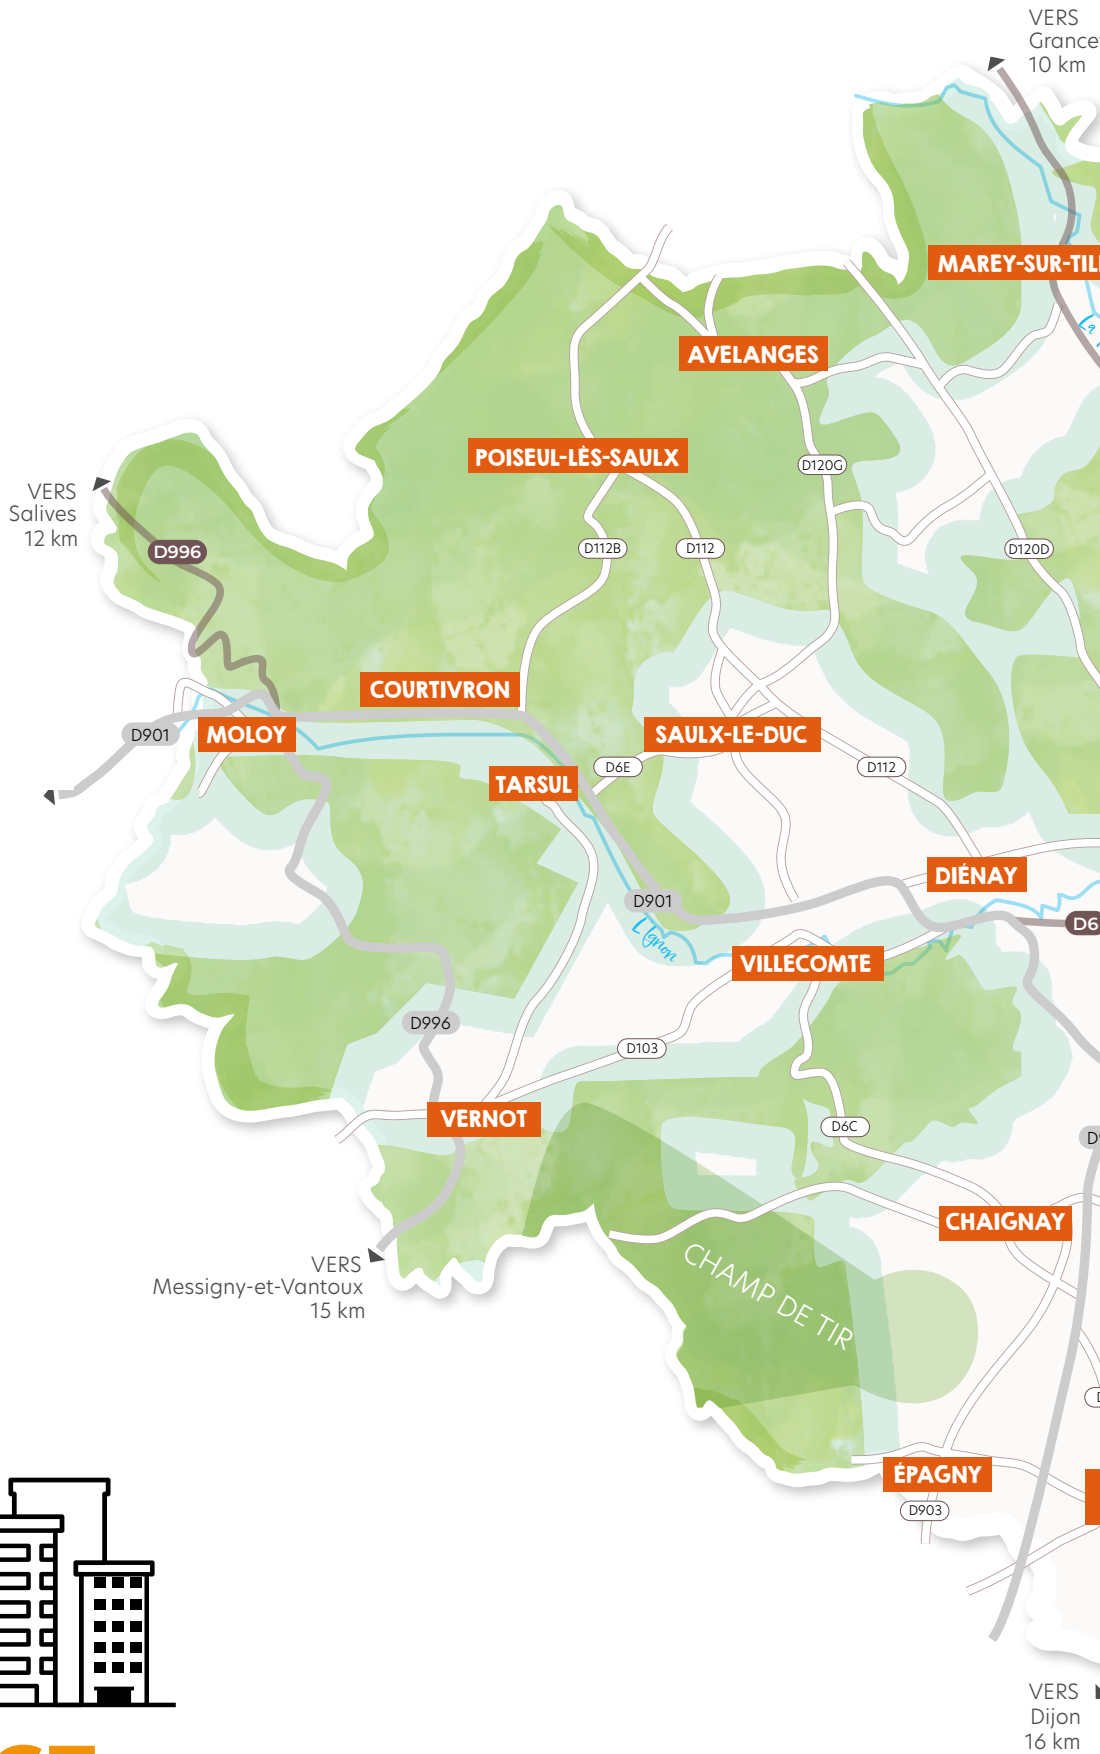 VERS
10 km
MAREY-SUR-TIL
La
AVELANGES
POISEUL-LÈS-SAULX
D120G
VERS
Salives
12 km
D996
D112B
D112
D120D
COURTIVRON
D901
MOLOY
SAULX-LE-DUC
TARSUL
D6E
D112
DIÉNAY
D901
D6
L'Ignon
VILLECOMTE
D996
D103
VERNOT
D6C
CHAIGNAY
VERS
Messigny-et-Vantoux
15 km
CHAMP DE TIR
ÉPAGNY
D903
VERS
Dijon
16 km